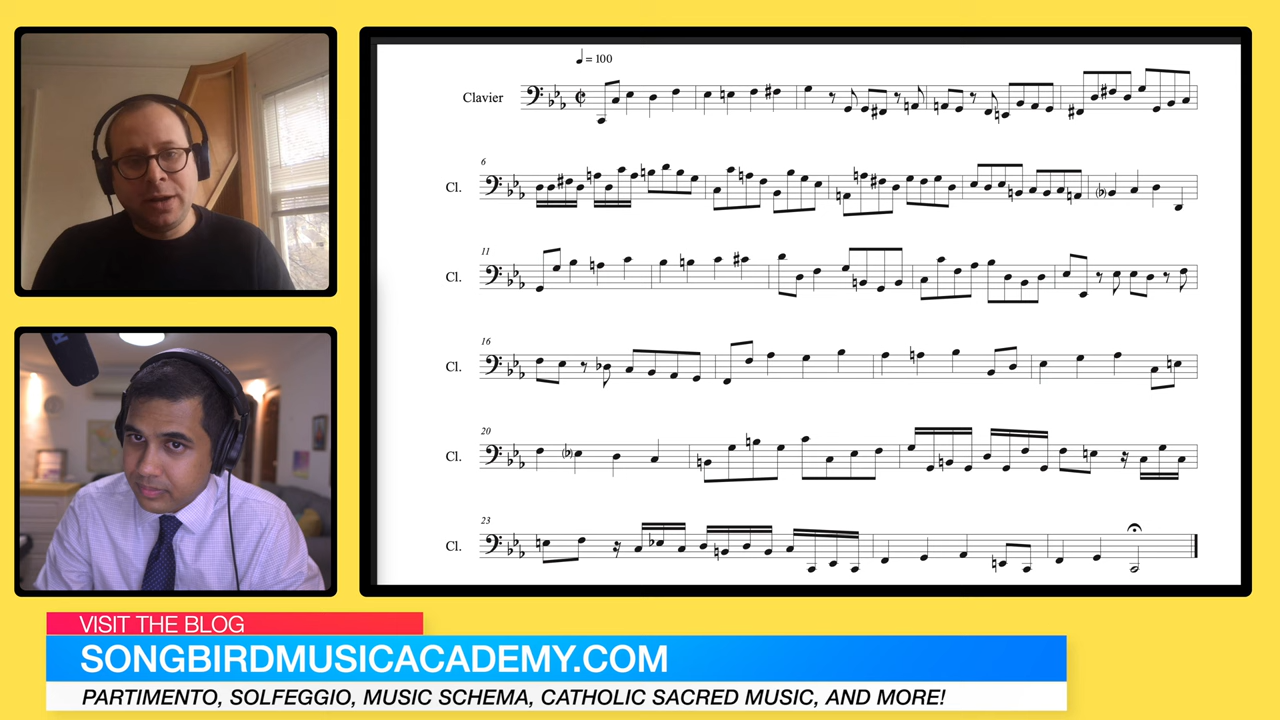 = 100
Clavier
6
Cl.
11
Cl.
16
Cl.
20
Cl.
23
Cl.
VISIT THE BLOG
SONGBIRDMUSICACADEMY.COM
PARTIMENTO, SOLFEGGIO, MUSIC SCHEMA, CATHOLIC SACRED MUSIC, AND MORE!